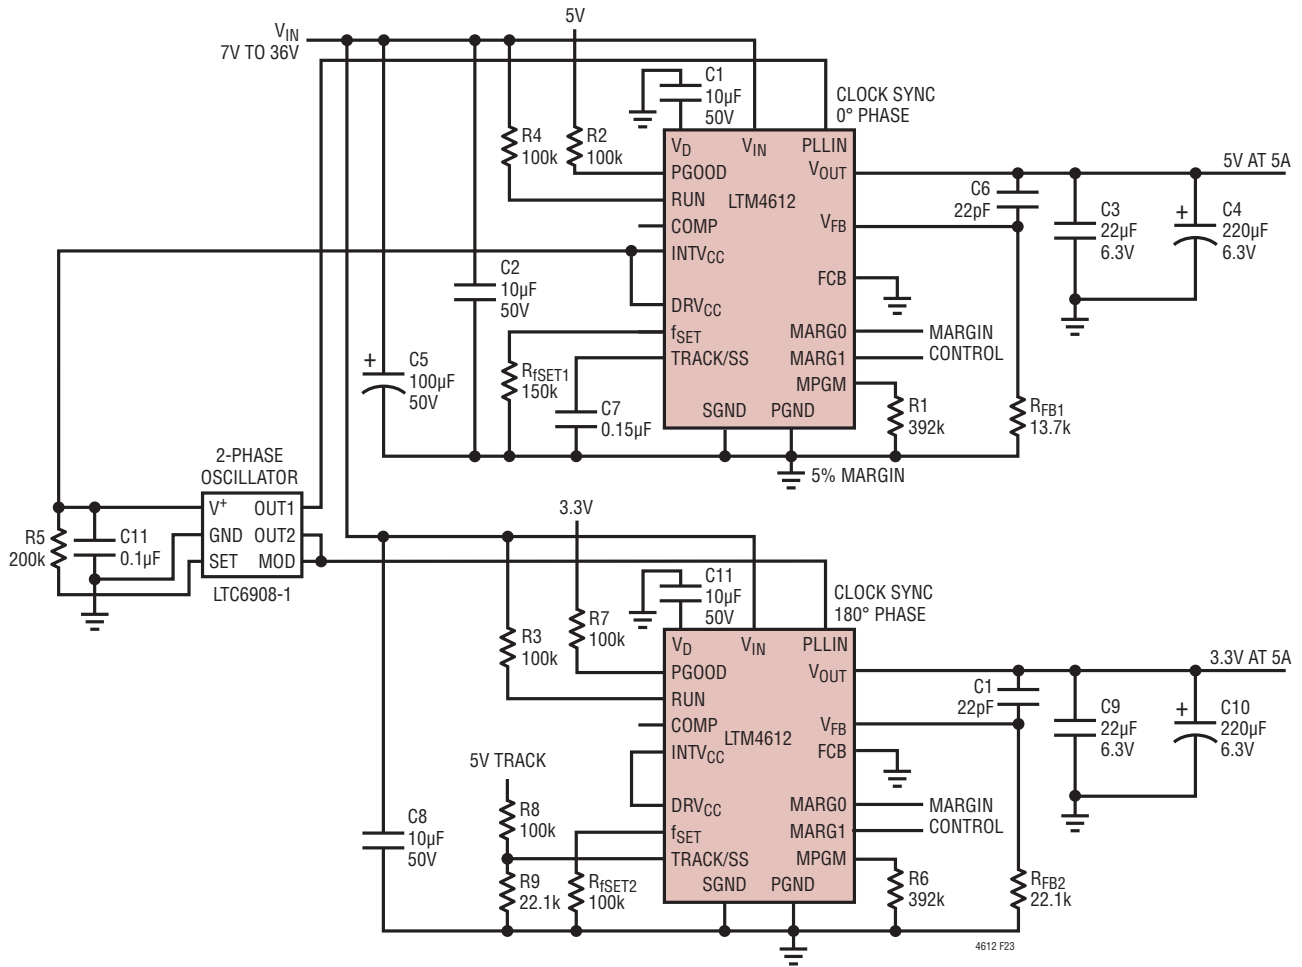 VIN
7V TO 36V
5V
C1
10µF
50V
CLOCK SYNC
0° PHASE
R4
100k
R2
100k
VD
VIN
PLLIN
PGOOD
VOUT
RUN
LTM4612
COMP
VFB
INTVCC
FCB
DRVCC
fSET
MARG0
TRACK/SS
MARG1
MPGM
SGND
PGND
MARGIN
CONTROL
5V AT 5A
C6
22pF
C3
22µF
6.3V
+
C4
220µF
6.3V
C2
10µF
50V
+
C5
100µF
50V
RfSET1
150k
C7
0.15µF
R1
392k
RFB1
13.7k
5% MARGIN
2-PHASE
OSCILLATOR
V+
OUT1
GND
OUT2
SET
MOD
LTC6908-1
R5
200k
C11
0.1µF
3.3V
C11
10µF
50V
CLOCK SYNC
180° PHASE
R3
100k
R7
100k
VD
VIN
PLLIN
PGOOD
VOUT
RUN
COMP
LTM4612
VFB
INTVCC
FCB
DRVCC
MARG0
fSET
MARG1
TRACK/SS
MPGM
SGND
PGND
MARGIN
CONTROL
3.3V AT 5A
C1
22pF
C9
22µF
6.3V
+
C10
220µF
6.3V
5V TRACK
R8
100k
C8
10µF
50V
R9
22.1k
RfSET2
100k
R6
392k
RFB2
22.1k
4612 F23